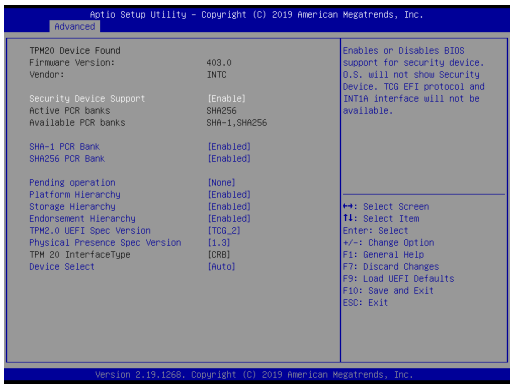 Aptio Setup Utility – Copyright (C) 2019 American Megatrends, Inc.
Advanced
TPM20 Device Found
Firmware Version: 403.0
Vendor: INTC
Security Device Support [Enable]
Active PCR banks SHA256
Available PCR banks SHA-1,SHA256
SHA-1 PCR Bank [Enabled]
SHA256 PCR Bank [Enabled]
Pending operation [None]
Platform Hierarchy [Enabled]
Storage Hierarchy [Enabled]
Endorsement Hierarchy [Enabled]
TPM2.0 UEFI Spec Version [TCG_2]
Physical Presence Spec Version [1.3]
TPM 20 InterfaceType [CRB]
Device Select [Auto]
Enables or Disables BIOS
support for security device.
O.S. will not show Security
Device. TCG EFI protocol and
INT1A interface will not be
available.
↔: Select Screen
↑↓: Select Item
Enter: Select
+/-: Change Option
F1: General Help
F7: Discard Changes
F9: Load UEFI Defaults
F10: Save and Exit
ESC: Exit
Version 2.19.1268. Copyright (C) 2019 American Megatrends, Inc.